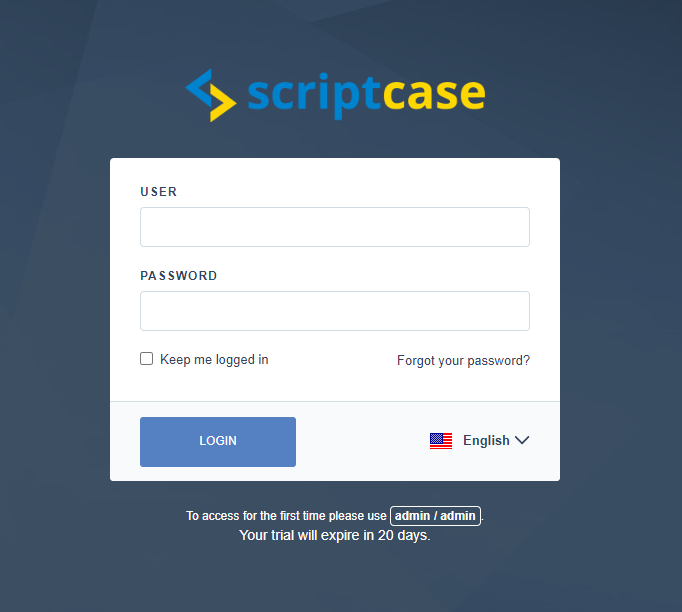 scriptcase
USER
PASSWORD
Keep me logged in Forgot your password?
LOGIN English
To access for the first time please use admin / admin.
Your trial will expire in 20 days.